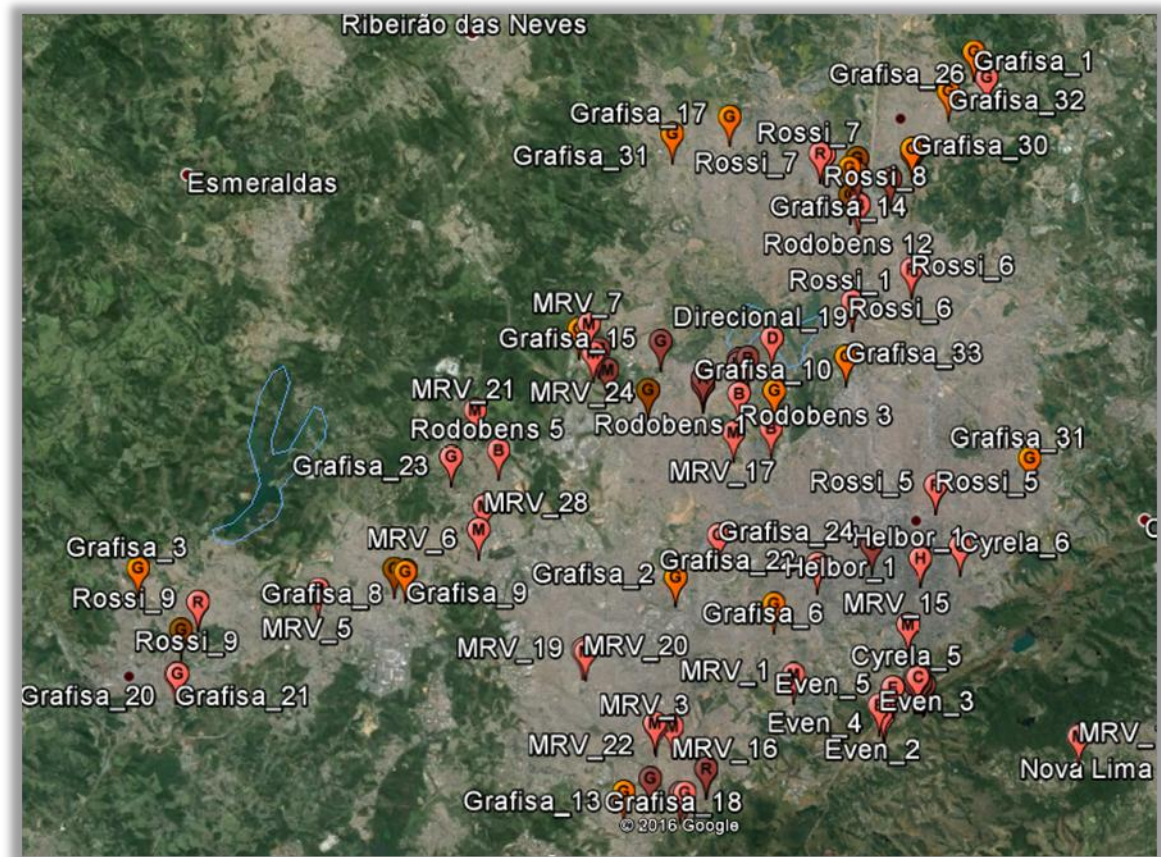 Ribeirão das Neves
Grafisa_1
Grafisa_26
Grafisa_32
Grafisa_17
Rossi_7
Grafisa_30
Grafisa_31
Rossi_7
Rossi_8
Esmeraldas
Grafisa_14
Rodobens 12
Rossi_6
Rossi_1
MRV_7
Direcional_19
Rossi_6
Grafisa_15
Grafisa_33
Grafisa_10
MRV_21
MRV_24
Rodobens 1
Rodobens 3
Rodobens 5
Grafisa_31
Grafisa_23
MRV_17
Rossi_5
Rossi_5
MRV_28
MRV_6
Grafisa_24
Helbor_1
Cyrela_6
Grafisa_3
Grafisa_2
Grafisa_22
Helbor_1
Rossi_9
Grafisa_8
Grafisa_9
MRV_15
MRV_5
Grafisa_6
Rossi_9
MRV_19
MRV_20
Cyrela_5
MRV_1
Even_5
Grafisa_20
Grafisa_21
Even_3
MRV_3
Even_4
MRV_22
MRV_16
Even_2
MRV_
Nova Lima
Grafisa_13
Grafisa_18
© 2016 Google